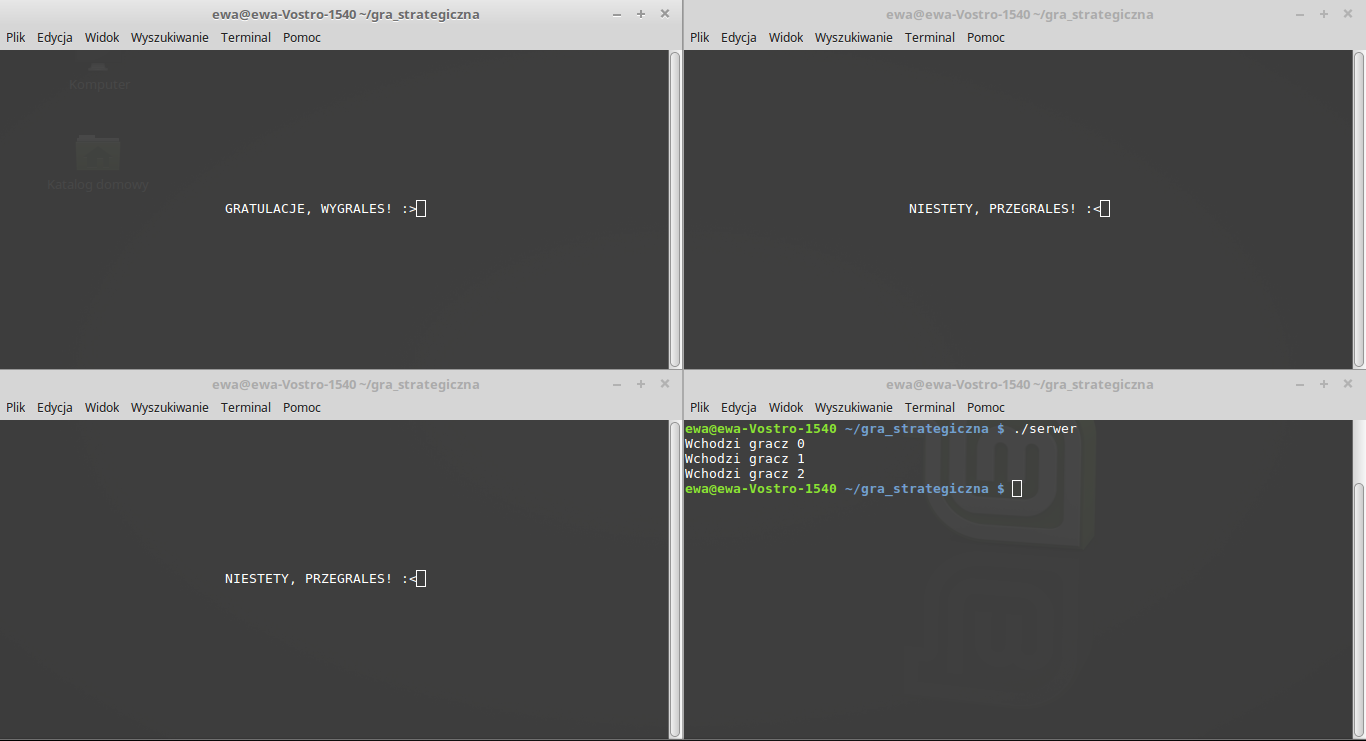 ewa@ewa-Vostro-1540 ~/gra_strategiczna
Plik Edycja Widok Wyszukiwanie Terminal Pomoc
Komputer
Katalog domowy
GRATULACJE, WYGRALES! :>
ewa@ewa-Vostro-1540 ~/gra_strategiczna
Plik Edycja Widok Wyszukiwanie Terminal Pomoc
NIESTETY, PRZEGRALES! :<
ewa@ewa-Vostro-1540 ~/gra_strategiczna
Plik Edycja Widok Wyszukiwanie Terminal Pomoc
NIESTETY, PRZEGRALES! :<
ewa@ewa-Vostro-1540 ~/gra_strategiczna
Plik Edycja Widok Wyszukiwanie Terminal Pomoc
ewa@ewa-Vostro-1540 ~/gra_strategiczna $ ./serwer
Wchodzi gracz 0
Wchodzi gracz 1
Wchodzi gracz 2
ewa@ewa-Vostro-1540 ~/gra_strategiczna $